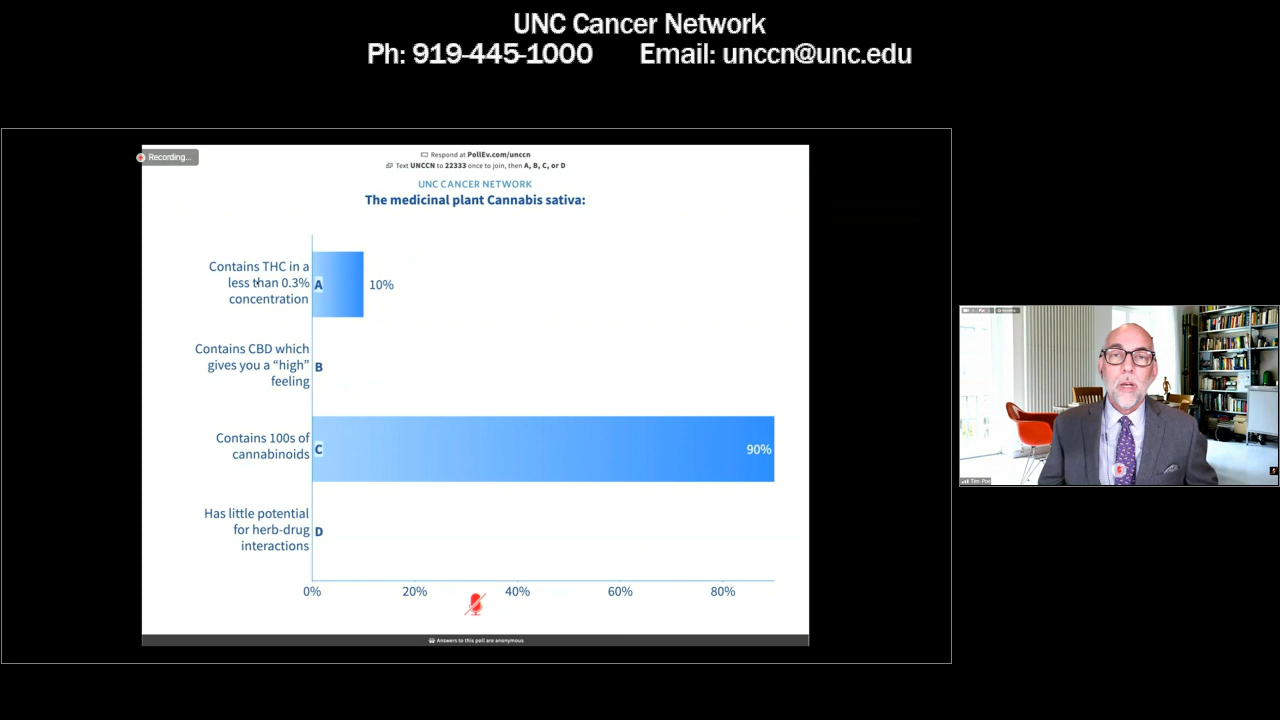 UNC Cancer Network
Ph: 919-445-1000 Email: unccn@unc.edu
Recording...
Respond at PollEv.com/unccn
Text UNCCN to 22333 once to join, then A, B, C, or D
UNC CANCER NETWORK
The medicinal plant Cannabis sativa:
Contains THC in a
less than 0.3%
concentration
A
10%
Contains CBD which
gives you a “high”
feeling
B
Contains 100s of
cannabinoids
C
90%
Has little potential
for herb-drug
interactions
D
0% 20% 40% 60% 80%
Answers to this poll are anonymous
Tim Poe